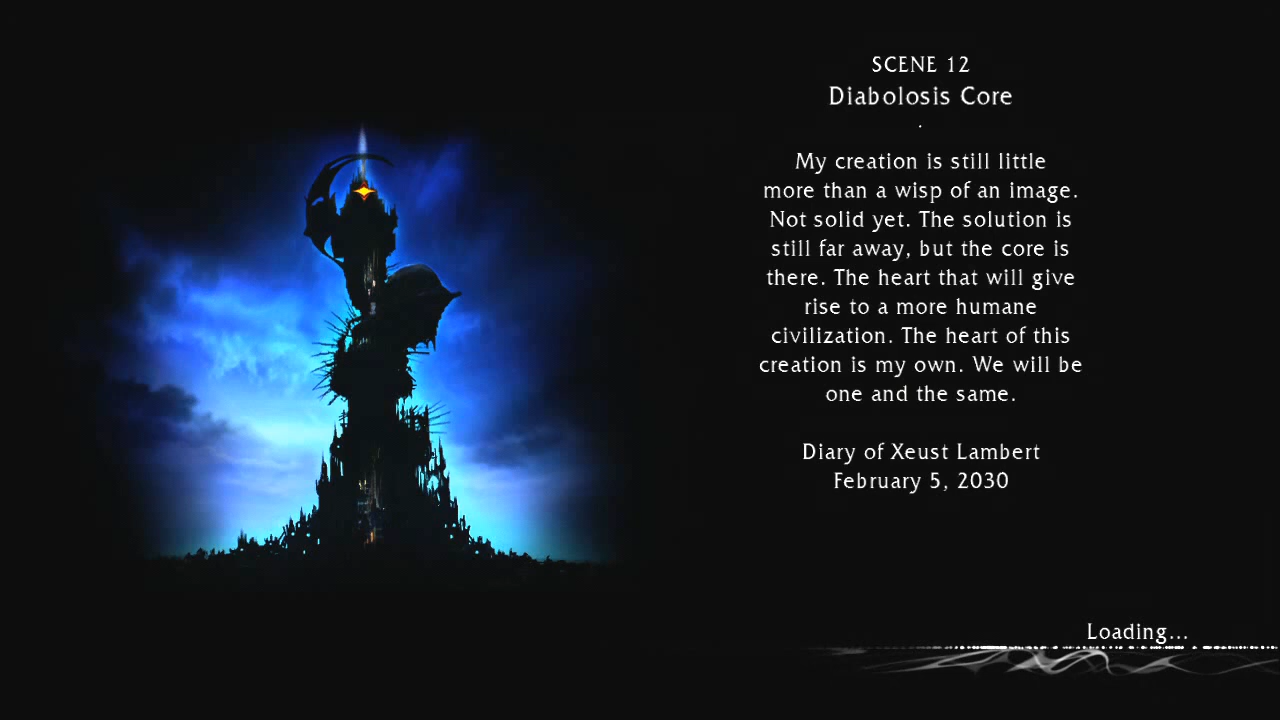 SCENE 12
Diabolosis Core
.
My creation is still little
more than a wisp of an image.
Not solid yet. The solution is
still far away, but the core is
there. The heart that will give
rise to a more humane
civilization. The heart of this
creation is my own. We will be
one and the same.
Diary of Xeust Lambert
February 5, 2030
Loading...